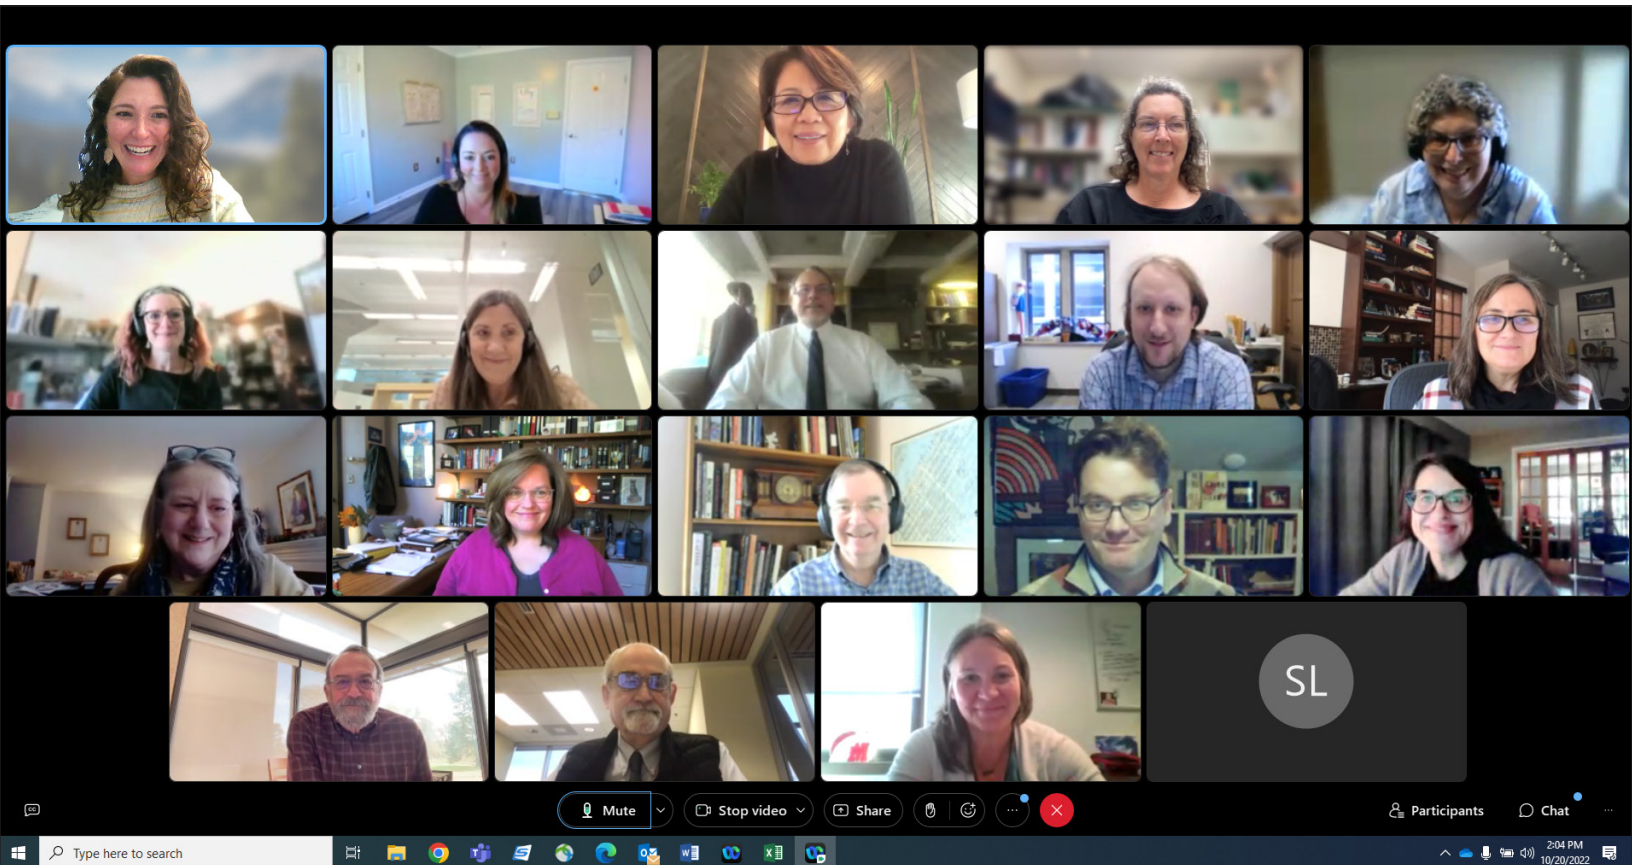 SL
Mute
Stop video
Share
Participants
Chat
Type here to search
2:04 PM
10/20/2022